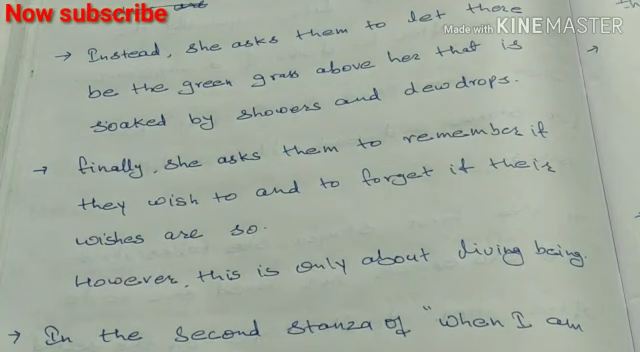 Now subscribe
Made with KINEMASTER
→ Instead, she asks them to let there
be the green grass above her that is
soaked by showers and dewdrops.
→ finally, she asks them to remember if
they wish to and to forget if their
wishes are so.
However, this is only about living being.
→ In the second stanza of "when I am